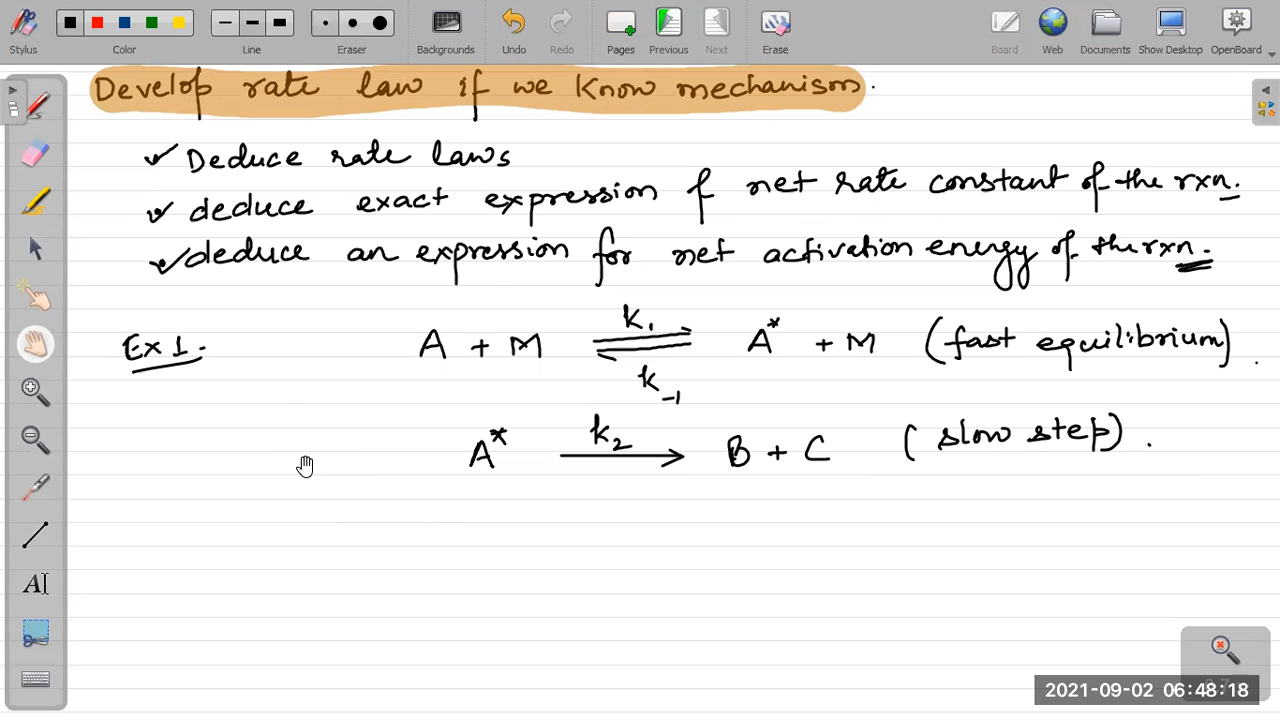 Color Line Eraser Backgrounds Undo Redo Pages Previous Next Erase Board Web Documents Show Desktop OpenBoard
Stylus
Develop rate law if we know mechanism.
✓ Deduce rate laws
✓ deduce exact expression of net rate constant of the rxn.
✓ deduce an expression for net activation energy of the rxn.
Ex 1. A + M ⇌ A* + M (fast equilibrium).
k₁
k₋₁
A* → B + C (slow step).
k₂
AI
2021-09-02 06:48:18